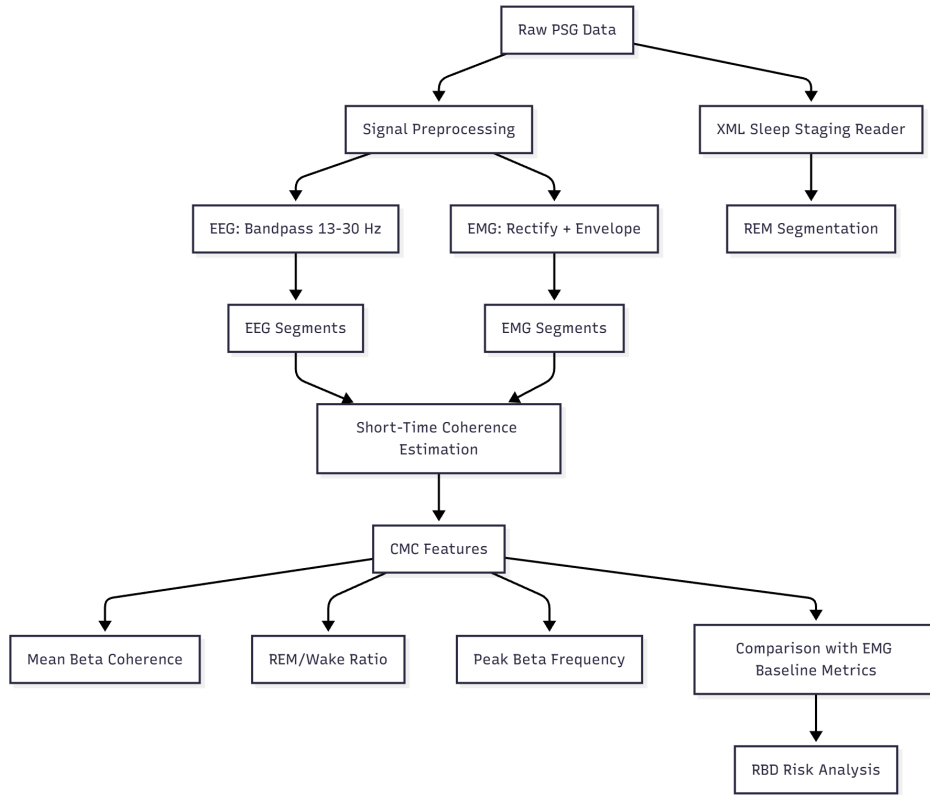 Raw PSG Data
Signal Preprocessing
XML Sleep Staging Reader
EEG: Bandpass 13-30 Hz
EMG: Rectify + Envelope
REM Segmentation
EEG Segments
EMG Segments
Short-Time Coherence
Estimation
CMC Features
Mean Beta Coherence
REM/Wake Ratio
Peak Beta Frequency
Comparison with EMG
Baseline Metrics
RBD Risk Analysis